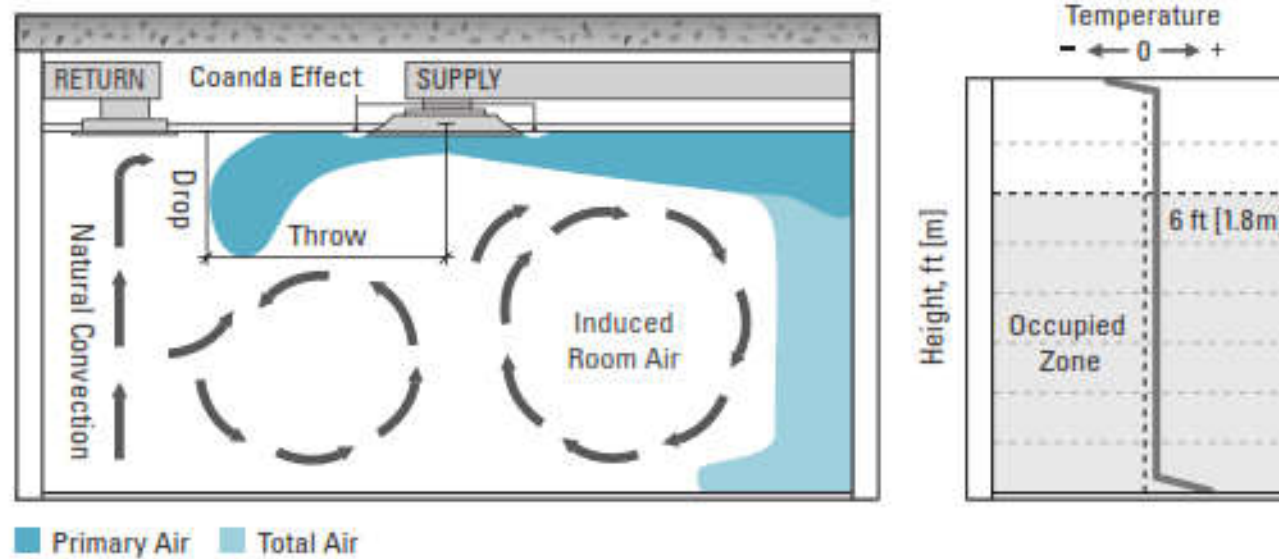 Temperature
- 0 +
RETURN
Coanda Effect
SUPPLY
Drop
Throw
Natural Convection
Induced
Room Air
Height, ft [m]
6 ft [1.8m
Occupied
Zone
Primary Air
Total Air